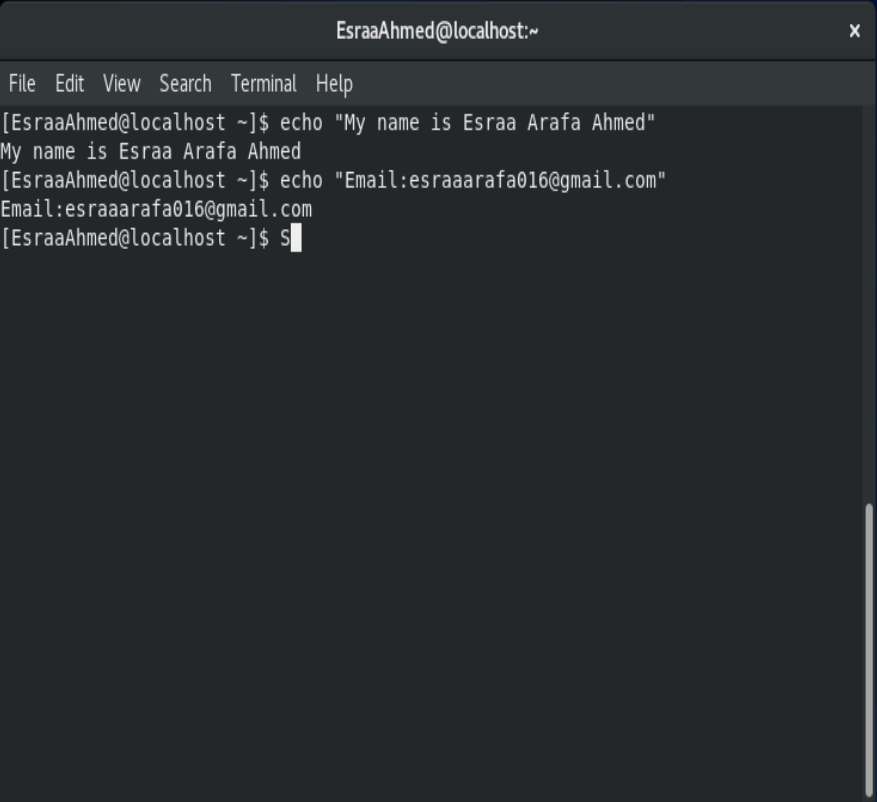 EsraaAhmed@localhost:~ x
File Edit View Search Terminal Help
[EsraaAhmed@localhost ~]$ echo "My name is Esraa Arafa Ahmed"
My name is Esraa Arafa Ahmed
[EsraaAhmed@localhost ~]$ echo "Email:esraaarafa016@gmail.com"
Email:esraaarafa016@gmail.com
[EsraaAhmed@localhost ~]$ S